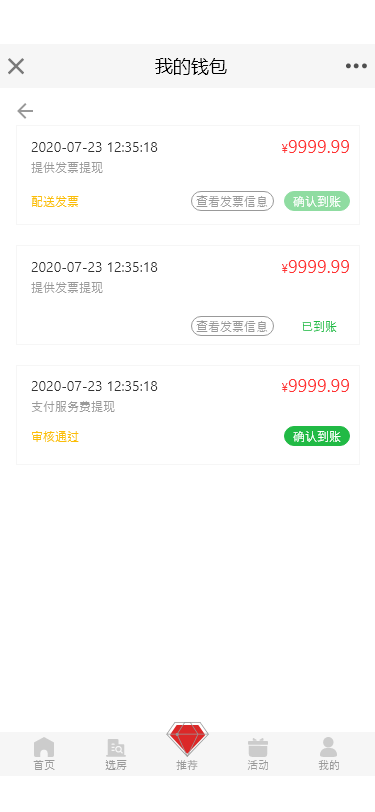 我的钱包
2020-07-23 12:35:18 ¥9999.99
提供发票提现
配送发票 查看发票信息 确认到账
2020-07-23 12:35:18 ¥9999.99
提供发票提现
查看发票信息 已到账
2020-07-23 12:35:18 ¥9999.99
支付服务费提现
审核通过 确认到账
首页 选房 推荐 活动 我的